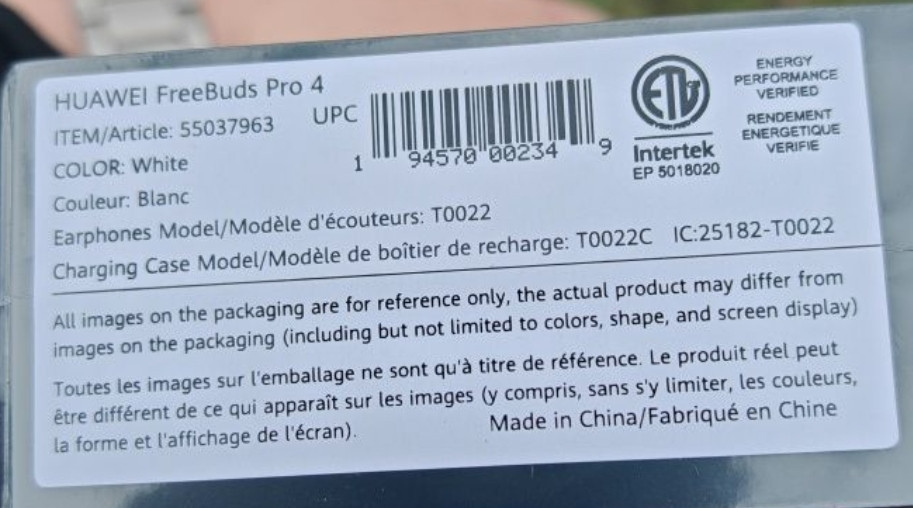 HUAWEI FreeBuds Pro 4
ITEM/Article: 55037963
COLOR: White
Couleur: Blanc
Earphones Model/Modèle d'écouteurs: T0022
Charging Case Model/Modèle de boîtier de recharge: T0022C IC:25182-T0022
UPC
1 94570 00234 9
ETL
Intertek
EP 5018020
ENERGY
PERFORMANCE
VERIFIED
RENDEMENT
ENERGETIQUE
VERIFIE
All images on the packaging are for reference only, the actual product may differ from
images on the packaging (including but not limited to colors, shape, and screen display)
Toutes les images sur l'emballage ne sont qu'à titre de référence. Le produit réel peut
être différent de ce qui apparaît sur les images (y compris, sans s'y limiter, les couleurs,
la forme et l'affichage de l'écran).
Made in China/Fabriqué en Chine